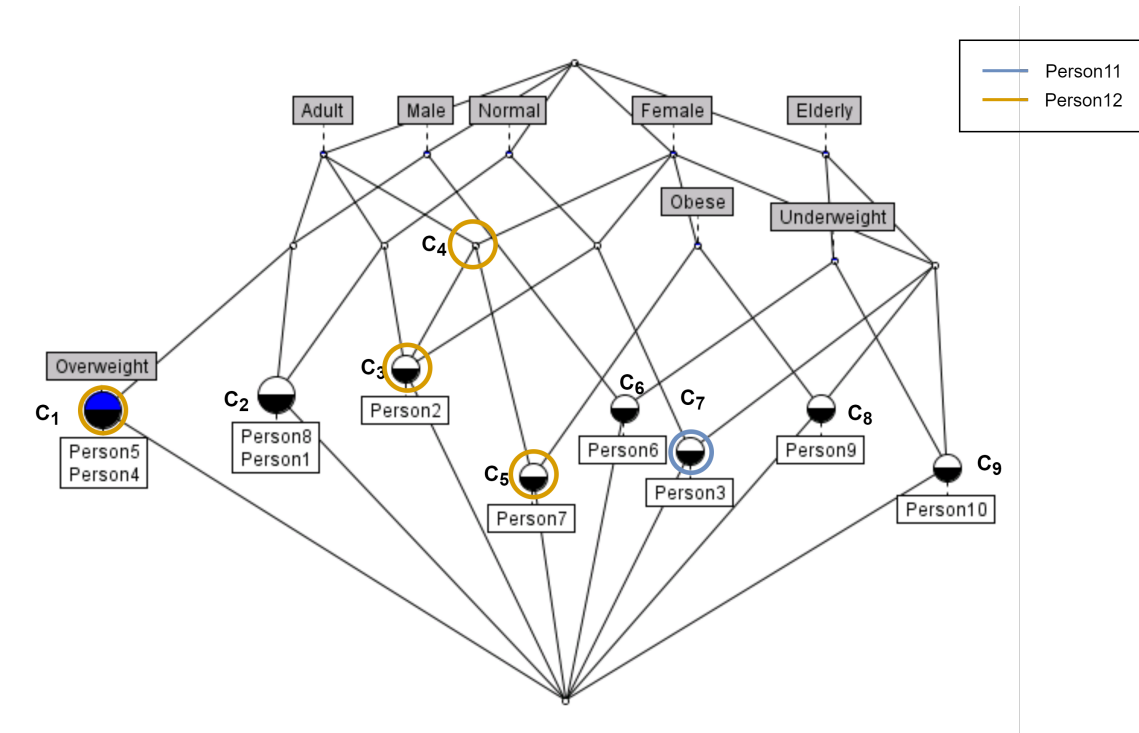 Person11
Person12
Adult
Male
Normal
Female
Elderly
Obese
Underweight
C4
Overweight
C1
Person5
Person4
C2
Person8
Person1
C3
Person2
C5
Person7
C6
Person6
C7
Person3
C8
Person9
C9
Person10